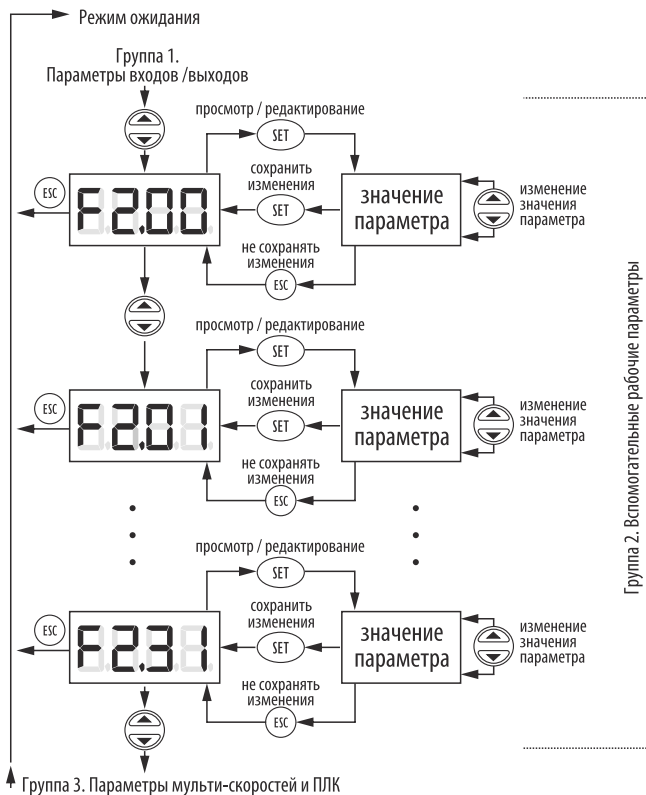 Режим ожидания
Группа 1.
Параметры входов /выходов
просмотр / редактирование
SET
ESC
сохранить
изменения
SET
F2.00
значение
параметра
изменение
значения
параметра
не сохранять
изменения
ESC
просмотр / редактирование
SET
ESC
сохранить
изменения
SET
F2.01
значение
параметра
изменение
значения
параметра
не сохранять
изменения
ESC
просмотр / редактирование
SET
ESC
сохранить
изменения
SET
F2.31
значение
параметра
изменение
значения
параметра
не сохранять
изменения
ESC
Группа 2. Вспомогательные рабочие параметры
Группа 3. Параметры мульти-скоростей и ПЛК